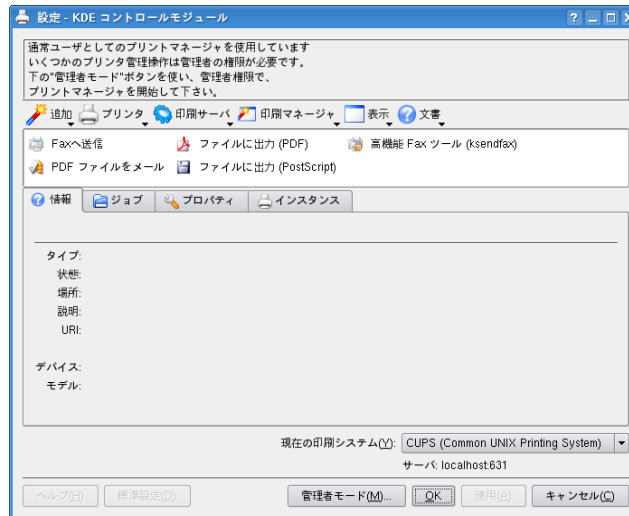 設定 - KDE コントロールモジュール
通常ユーザとしてのプリントマネージャを使用しています
いくつかのプリンタ管理操作は管理者の権限が必要です。
下の"管理者モード"ボタンを使い、管理者権限で、
プリントマネージャを開始して下さい。
追加 プリンタ 印刷サーバ 印刷マネージャ 表示 文書
Faxへ送信 ファイルに出力 (PDF) 高機能 Fax ツール (ksendfax)
PDF ファイルをメール ファイルに出力 (PostScript)
情報 ジョブ プロパティ インスタンス
タイプ:
状態:
場所:
説明:
URI:
デバイス:
モデル:
現在の印刷システム(Y): CUPS (Common UNIX Printing System)
サーバ: localhost:631
ヘルプ(H) 標準設定(D) 管理者モード(M)... OK 適用(A) キャンセル(C)